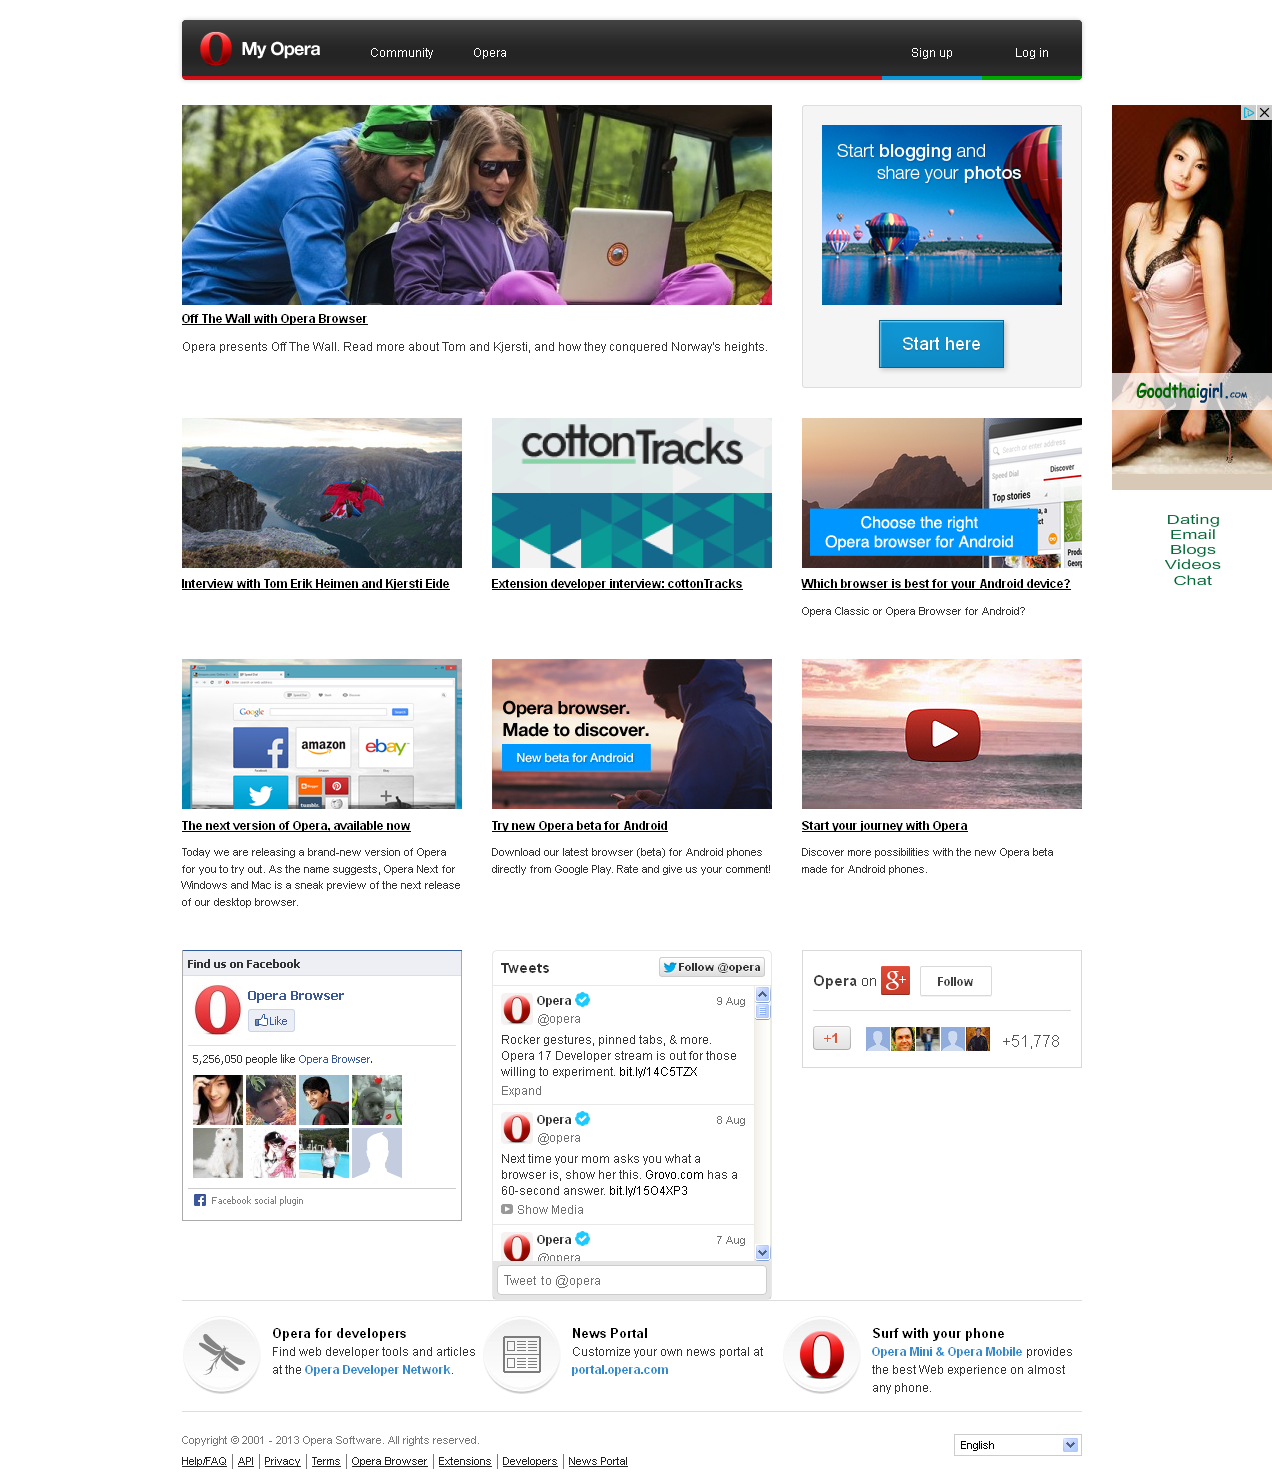 My Opera
Community
Opera
Sign up
Log in
Start blogging and
share your photos
Start here
Off The Wall with Opera Browser
Opera presents Off The Wall. Read more about Tom and Kjersti, and how they conquered Norway's heights.
Goodthaigirl.com
Dating
Email
Blogs
Videos
Chat
cottonTracks
Search or enter address
Speed Dial
Discover
Top stories
Choose the right
Opera browser for Android
Interview with Tom Erik Heimen and Kjersti Eide
Extension developer interview: cottonTracks
Which browser is best for your Android device?
Opera Classic or Opera Browser for Android?
Google
amazon
ebay
Opera browser.
Made to discover.
New beta for Android
The next version of Opera, available now
Today we are releasing a brand-new version of Opera
for you to try out. As the name suggests, Opera Next for
Windows and Mac is a sneak preview of the next release
of our desktop browser.
Try new Opera beta for Android
Download our latest browser (beta) for Android phones
directly from Google Play. Rate and give us your comment!
Start your journey with Opera
Discover more possibilities with the new Opera beta
made for Android phones.
Find us on Facebook
Opera Browser
Like
5,256,050 people like Opera Browser.
Facebook social plugin
Tweets
Follow @opera
Opera
9 Aug
@opera
Rocker gestures, pinned tabs, & more.
Opera 17 Developer stream is out for those
willing to experiment. bit.ly/14C5TZX
Expand
Opera
8 Aug
@opera
Next time your mom asks you what a
browser is, show her this. Grovo.com has a
60-second answer. bit.ly/15O4XP3
Show Media
Opera
7 Aug
@opera
Tweet to @opera
Opera on g+
Follow
+1
+51,778
Opera for developers
Find web developer tools and articles
at the Opera Developer Network.
News Portal
Customize your own news portal at
portal.opera.com
Surf with your phone
Opera Mini & Opera Mobile provides
the best Web experience on almost
any phone.
Copyright © 2001 - 2013 Opera Software. All rights reserved.
Help/FAQ | API | Privacy | Terms | Opera Browser | Extensions | Developers | News Portal
English